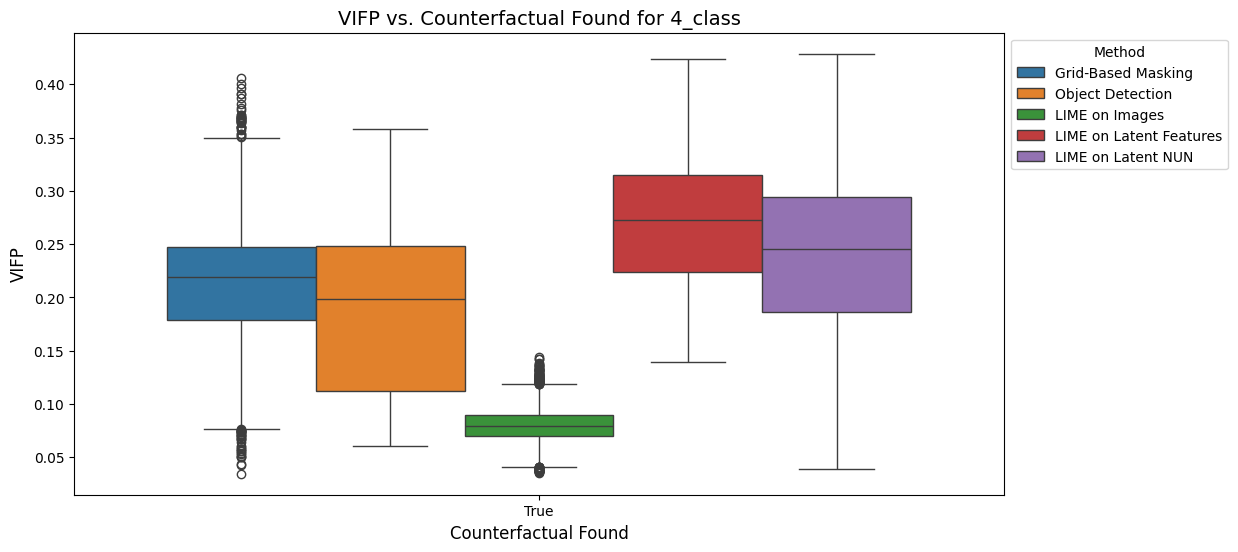 VIFP vs. Counterfactual Found for 4_class
VIFP
0.40
0.35
0.30
0.25
0.20
0.15
0.10
0.05
True
Counterfactual Found
Method
Grid-Based Masking
Object Detection
LIME on Images
LIME on Latent Features
LIME on Latent NUN